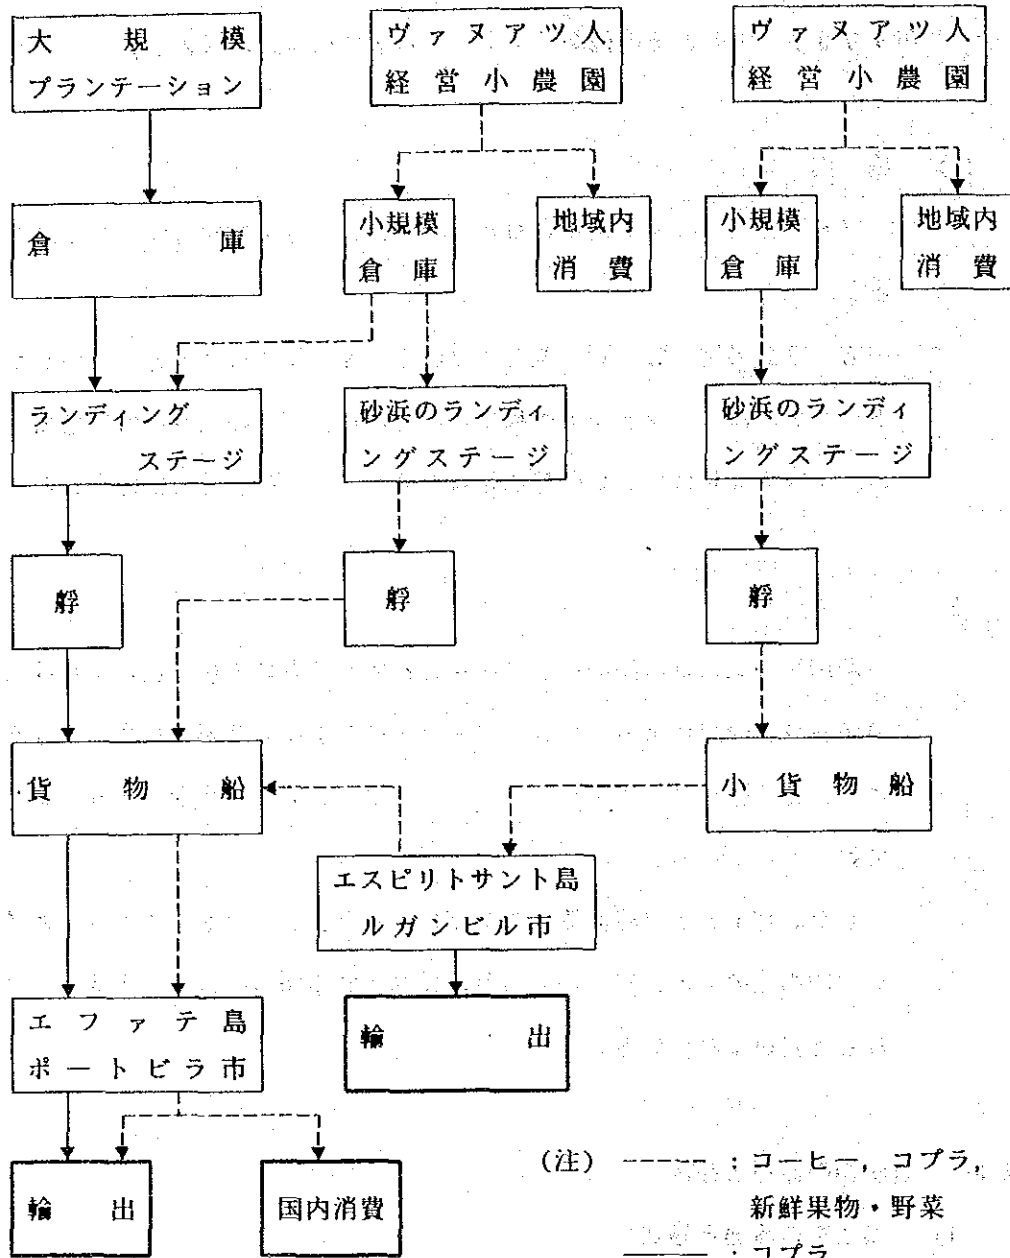 大規模
プランテーション
ヴァヌアツ人
経営小農園
ヴァヌアツ人
経営小農園
倉庫
小規模
倉庫
地域内
消費
小規模
倉庫
地域内
消費
ランディング
ステージ
砂浜のランディ
ングステージ
砂浜のランディ
ングステージ
艀
艀
艀
貨物船
小貨物船
エスピリトサント島
ルガンビル市
エファテ島
ポートビラ市
輸出
輸出
国内消費
(注) ----- : コーヒー, コプラ,
新鮮果物・野菜
—— : コプラ